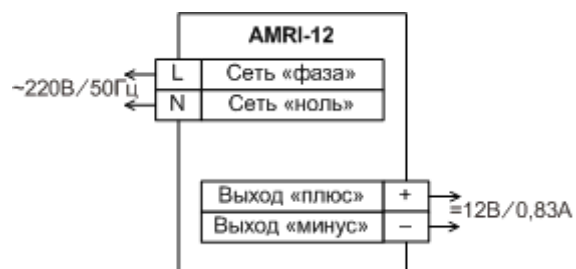 AMRI-12
L Сеть «фаза»
~220В/50Гц
N Сеть «ноль»
Выход «плюс» +
=12В/0,83А
Выход «минус» –